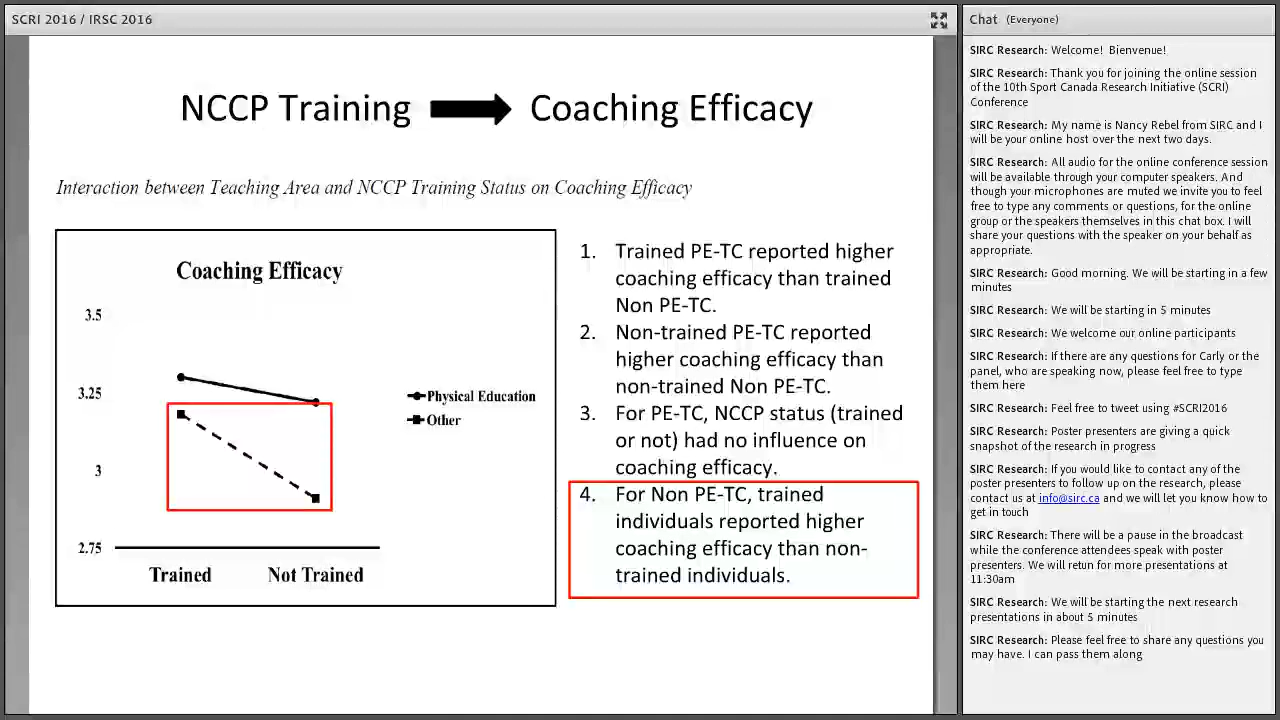 SCRI 2016 / IRSC 2016
NCCP Training
Coaching Efficacy
Interaction between Teaching Area and NCCP Training Status on Coaching Efficacy
Coaching Efficacy
3.5
3.25
3
2.75
Trained
Not Trained
Physical Education
Other
1. Trained PE-TC reported higher
coaching efficacy than trained
Non PE-TC.
2. Non-trained PE-TC reported
higher coaching efficacy than
non-trained Non PE-TC.
3. For PE-TC, NCCP status (trained
or not) had no influence on
coaching efficacy.
4. For Non PE-TC, trained
individuals reported higher
coaching efficacy than non-
trained individuals.
Chat (Everyone)
SIRC Research: Welcome! Bienvenue!
SIRC Research: Thank you for joining the online session
of the 10th Sport Canada Research Initiative (SCRI)
Conference
SIRC Research: My name is Nancy Rebel from SIRC and I
will be your online host over the next two days.
SIRC Research: All audio for the online conference session
will be available through your computer speakers. And
though your microphones are muted we invite you to feel
free to type any comments or questions, for the online
group or the speakers themselves in this chat box. I will
share your questions with the speaker on your behalf as
appropriate.
SIRC Research: Good morning. We will be starting in a few
minutes
SIRC Research: We will be starting in 5 minutes
SIRC Research: We welcome our online participants
SIRC Research: If there are any questions for Carly or the
panel, who are speaking now, please feel free to type
them here
SIRC Research: Feel free to tweet using #SCRI2016
SIRC Research: Poster presenters are giving a quick
snapshot of the research in progress
SIRC Research: If you would like to contact any of the
poster presenters to follow up on the research, please
contact us at info@sirc.ca and we will let you know how to
get in touch
SIRC Research: There will be a pause in the broadcast
while the conference attendees speak with poster
presenters. We will retun for more presentations at
11:30am
SIRC Research: We will be starting the next research
presentations in about 5 minutes
SIRC Research: Please feel free to share any questions you
may have. I can pass them along